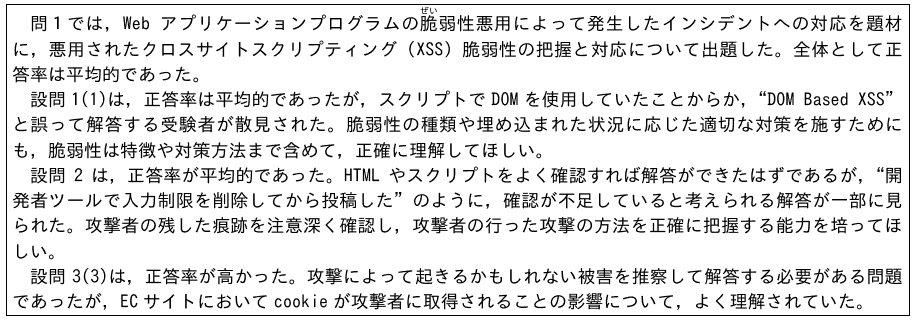 ぜい
問1では，Web アプリケーションプログラムの脆弱性悪用によって発生したインシデントへの対応を題材
に，悪用されたクロスサイトスクリプティング（XSS）脆弱性の把握と対応について出題した。全体として正
答率は平均的であった。
設問 1(1)は，正答率は平均的であったが，スクリプトで DOM を使用していたことからか，“DOM Based XSS”
と誤って解答する受験者が散見された。脆弱性の種類や埋め込まれた状況に応じた適切な対策を施すために
も，脆弱性は特徴や対策方法まで含めて，正確に理解してほしい。
設問 2 は，正答率が平均的であった。HTML やスクリプトをよく確認すれば解答ができたはずであるが，“開
発者ツールで入力制限を削除してから投稿した”のように，確認が不足していると考えられる解答が一部に見
られた。攻撃者の残した痕跡を注意深く確認し，攻撃者の行った攻撃の方法を正確に把握する能力を培ってほ
しい。
設問 3(3)は，正答率が高かった。攻撃によって起きるかもしれない被害を推察して解答する必要がある問題
であったが，EC サイトにおいて cookie が攻撃者に取得されることの影響について，よく理解されていた。